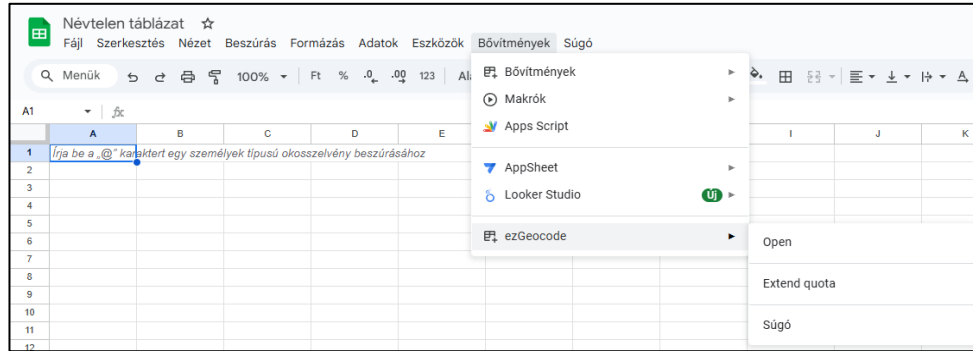 Névtelen táblázat
Fájl Szerkesztés Nézet Beszúrás Formázás Adatok Eszközök Bővítmények Súgó
Menük 100% Ft % .0 .00 123
A1 fx
A B C D E I J K
1 Írja be a „@” karaktert egy személyek típusú okosszelvény beszúrásához
2
3
4
5
6
7
8
9
10
11
12
Bővítmények
Makrók
Apps Script
AppSheet
Looker Studio Új
ezGeocode
Open
Extend quota
Súgó